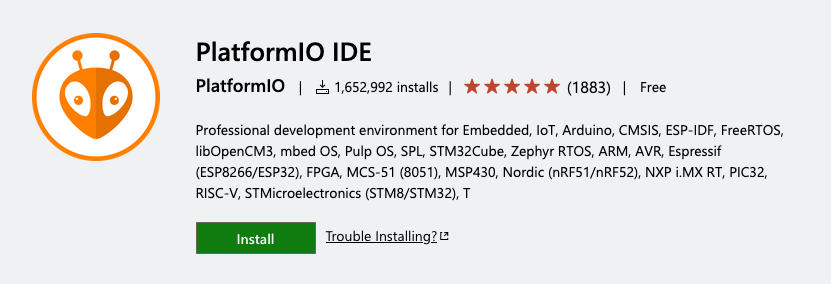 PlatformIO IDE
PlatformIO | 1,652,992 installs | (1883) | Free
Professional development environment for Embedded, IoT, Arduino, CMSIS, ESP-IDF, FreeRTOS,
libOpenCM3, mbed OS, Pulp OS, SPL, STM32Cube, Zephyr RTOS, ARM, AVR, Espressif
(ESP8266/ESP32), FPGA, MCS-51 (8051), MSP430, Nordic (nRF51/nRF52), NXP i.MX RT, PIC32,
RISC-V, STMicroelectronics (STM8/STM32), T
Install Trouble Installing?